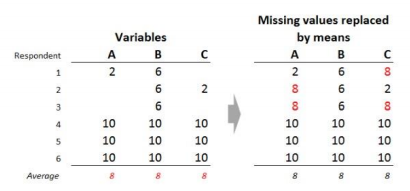 Missing values replaced
Variables by means
Respondent A B C A B C
1 2 6 2 6 8
2 6 2 8 6 2
3 6 8 6 8
4 10 10 10 10 10 10
5 10 10 10 10 10 10
6 10 10 10 10 10 10
Average 8 8 8 8 8 8